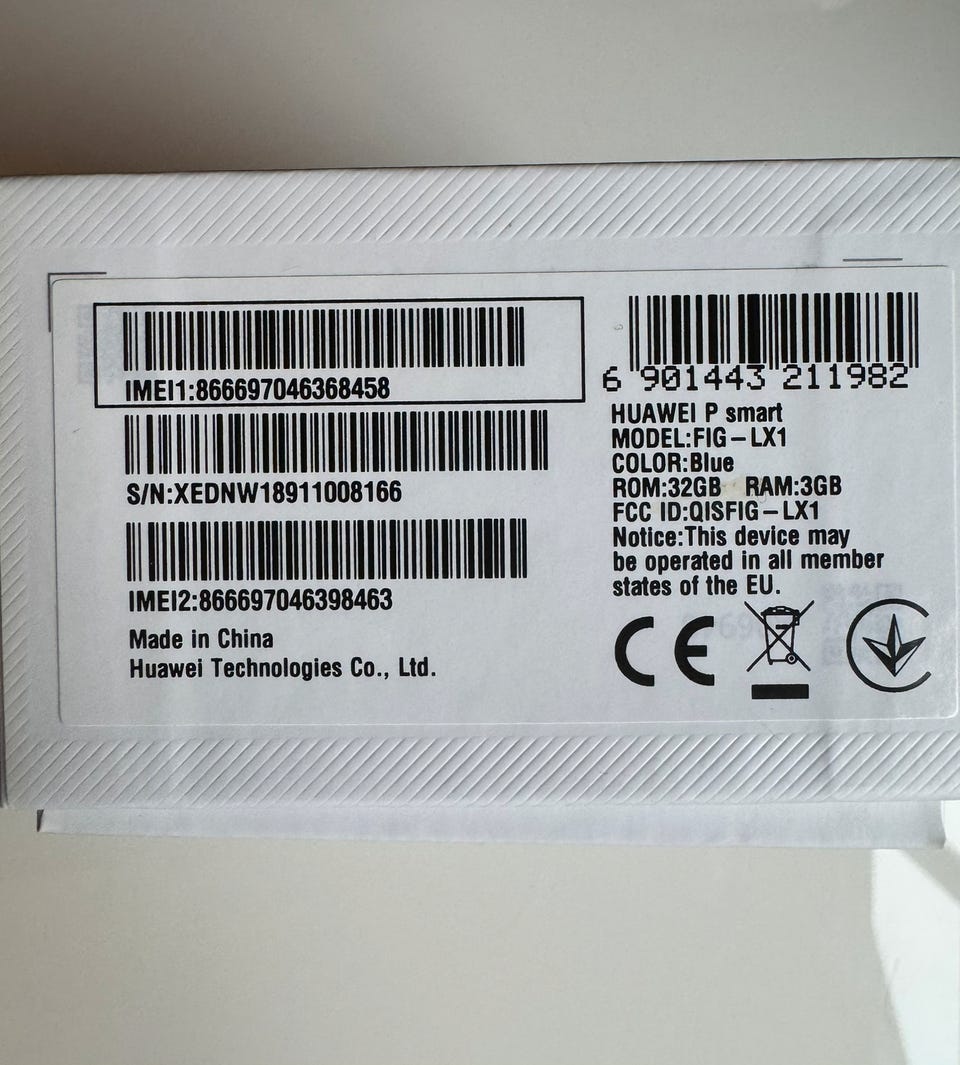 IMEI1:866697046368458
S/N:XEDNW18911008166
IMEI2:866697046398463
Made in China
Huawei Technologies Co., Ltd.
6 901443 211982
HUAWEI P smart
MODEL:FIG-LX1
COLOR:Blue
ROM:32GB RAM:3GB
FCC ID:QISFIG-LX1
Notice:This device may
be operated in all member
states of the EU.
CE